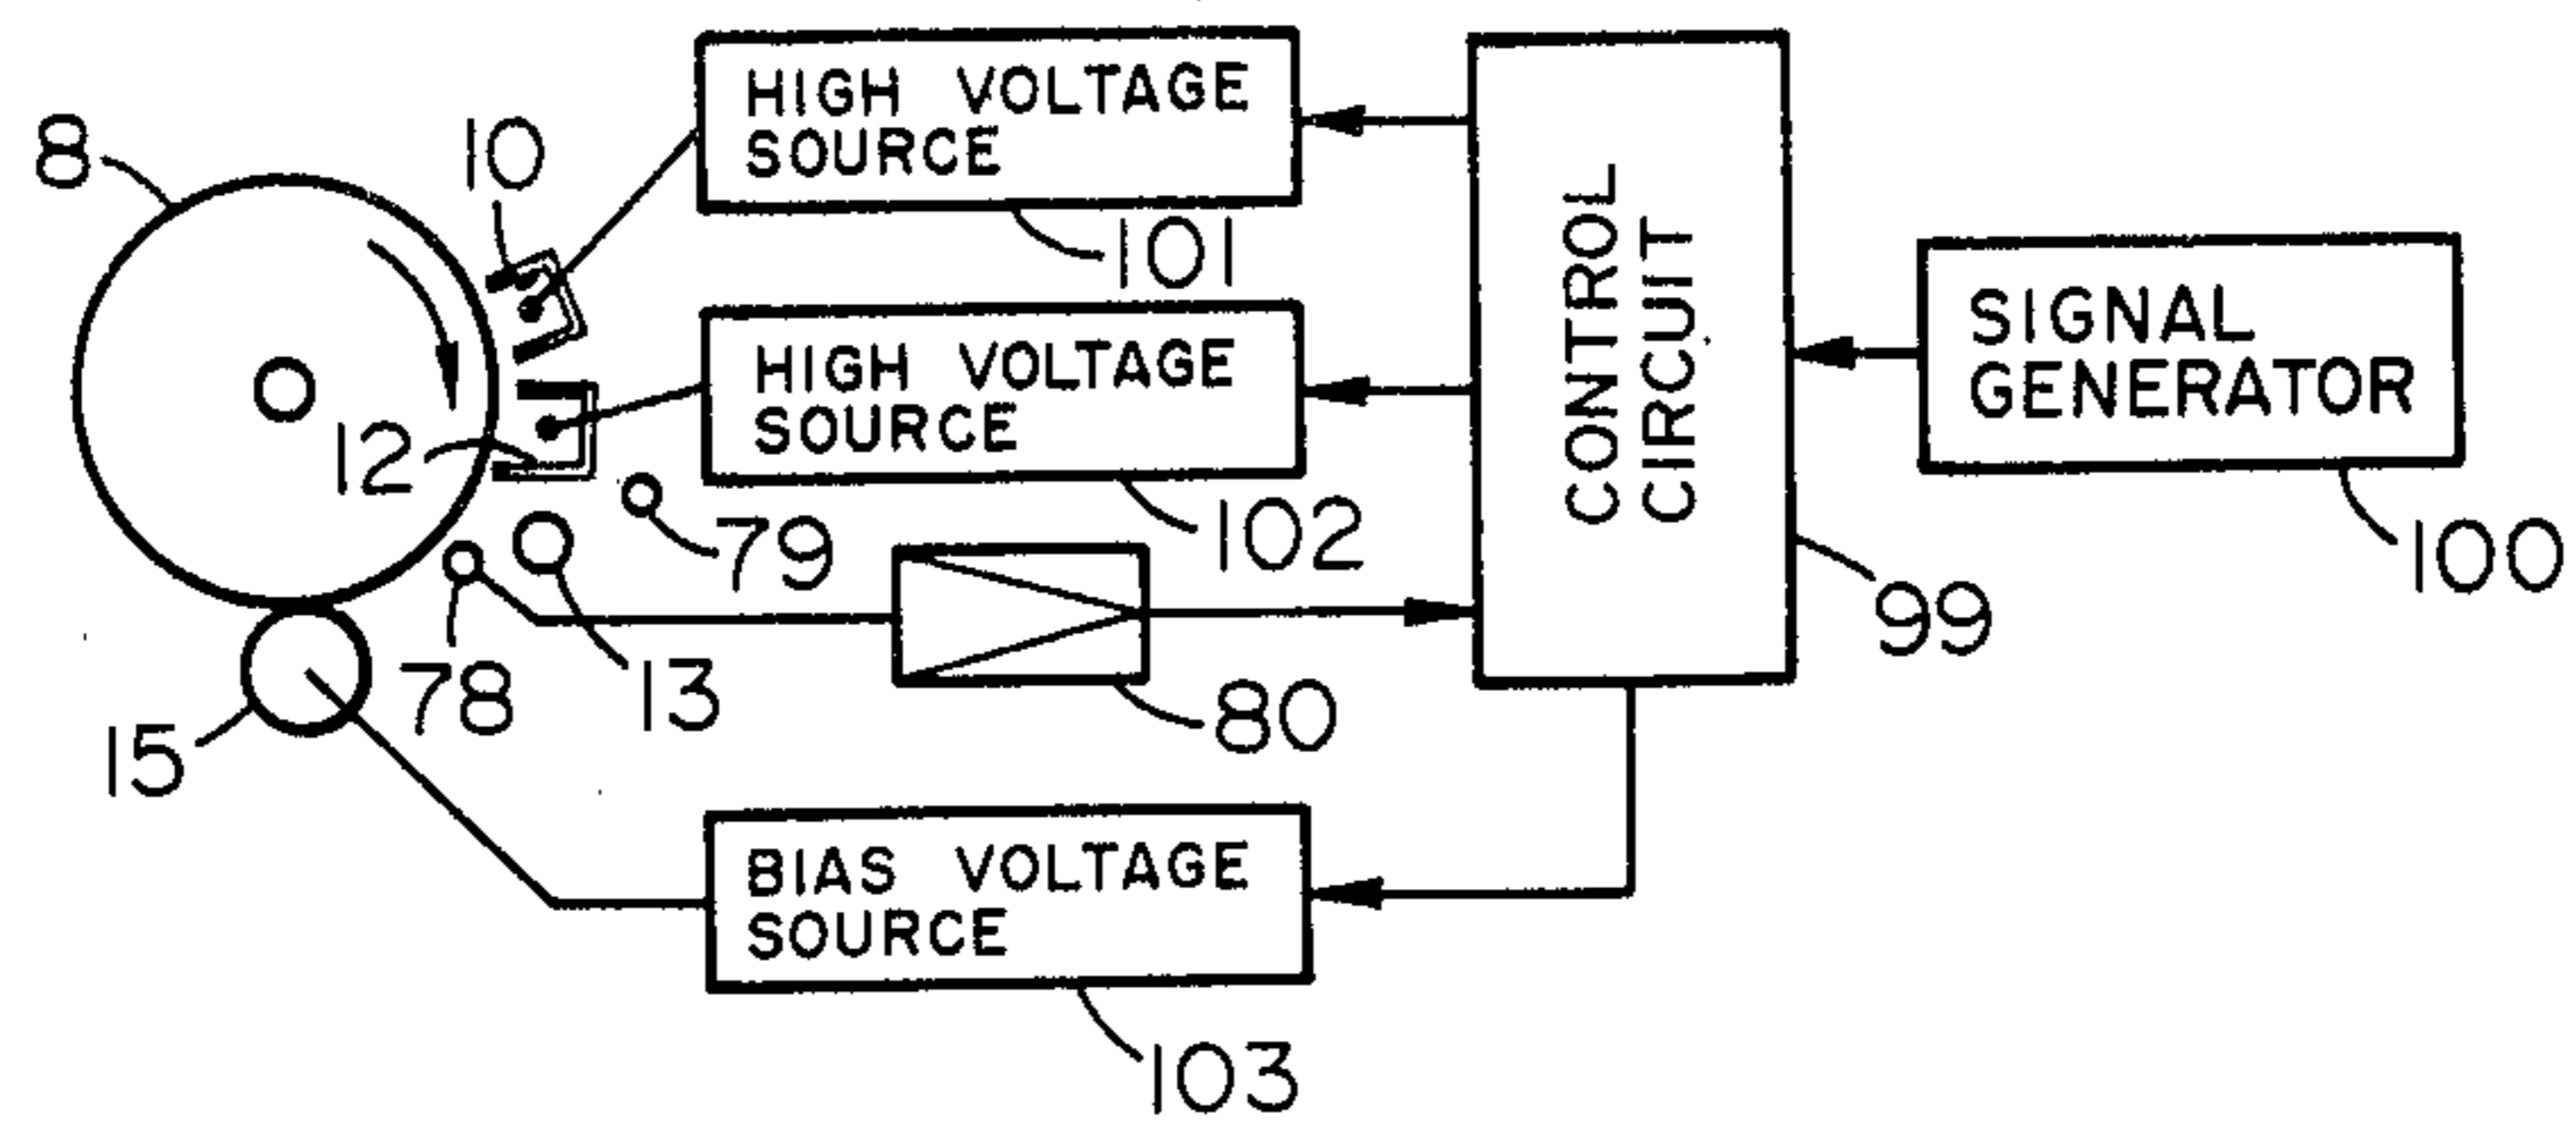 HIGH VOLTAGE
SOURCE
8
10
101
CONTROL
CIRCUIT
SIGNAL
GENERATOR
HIGH VOLTAGE
SOURCE
12
79
102
100
99
78
13
80
15
BIAS VOLTAGE
SOURCE
103